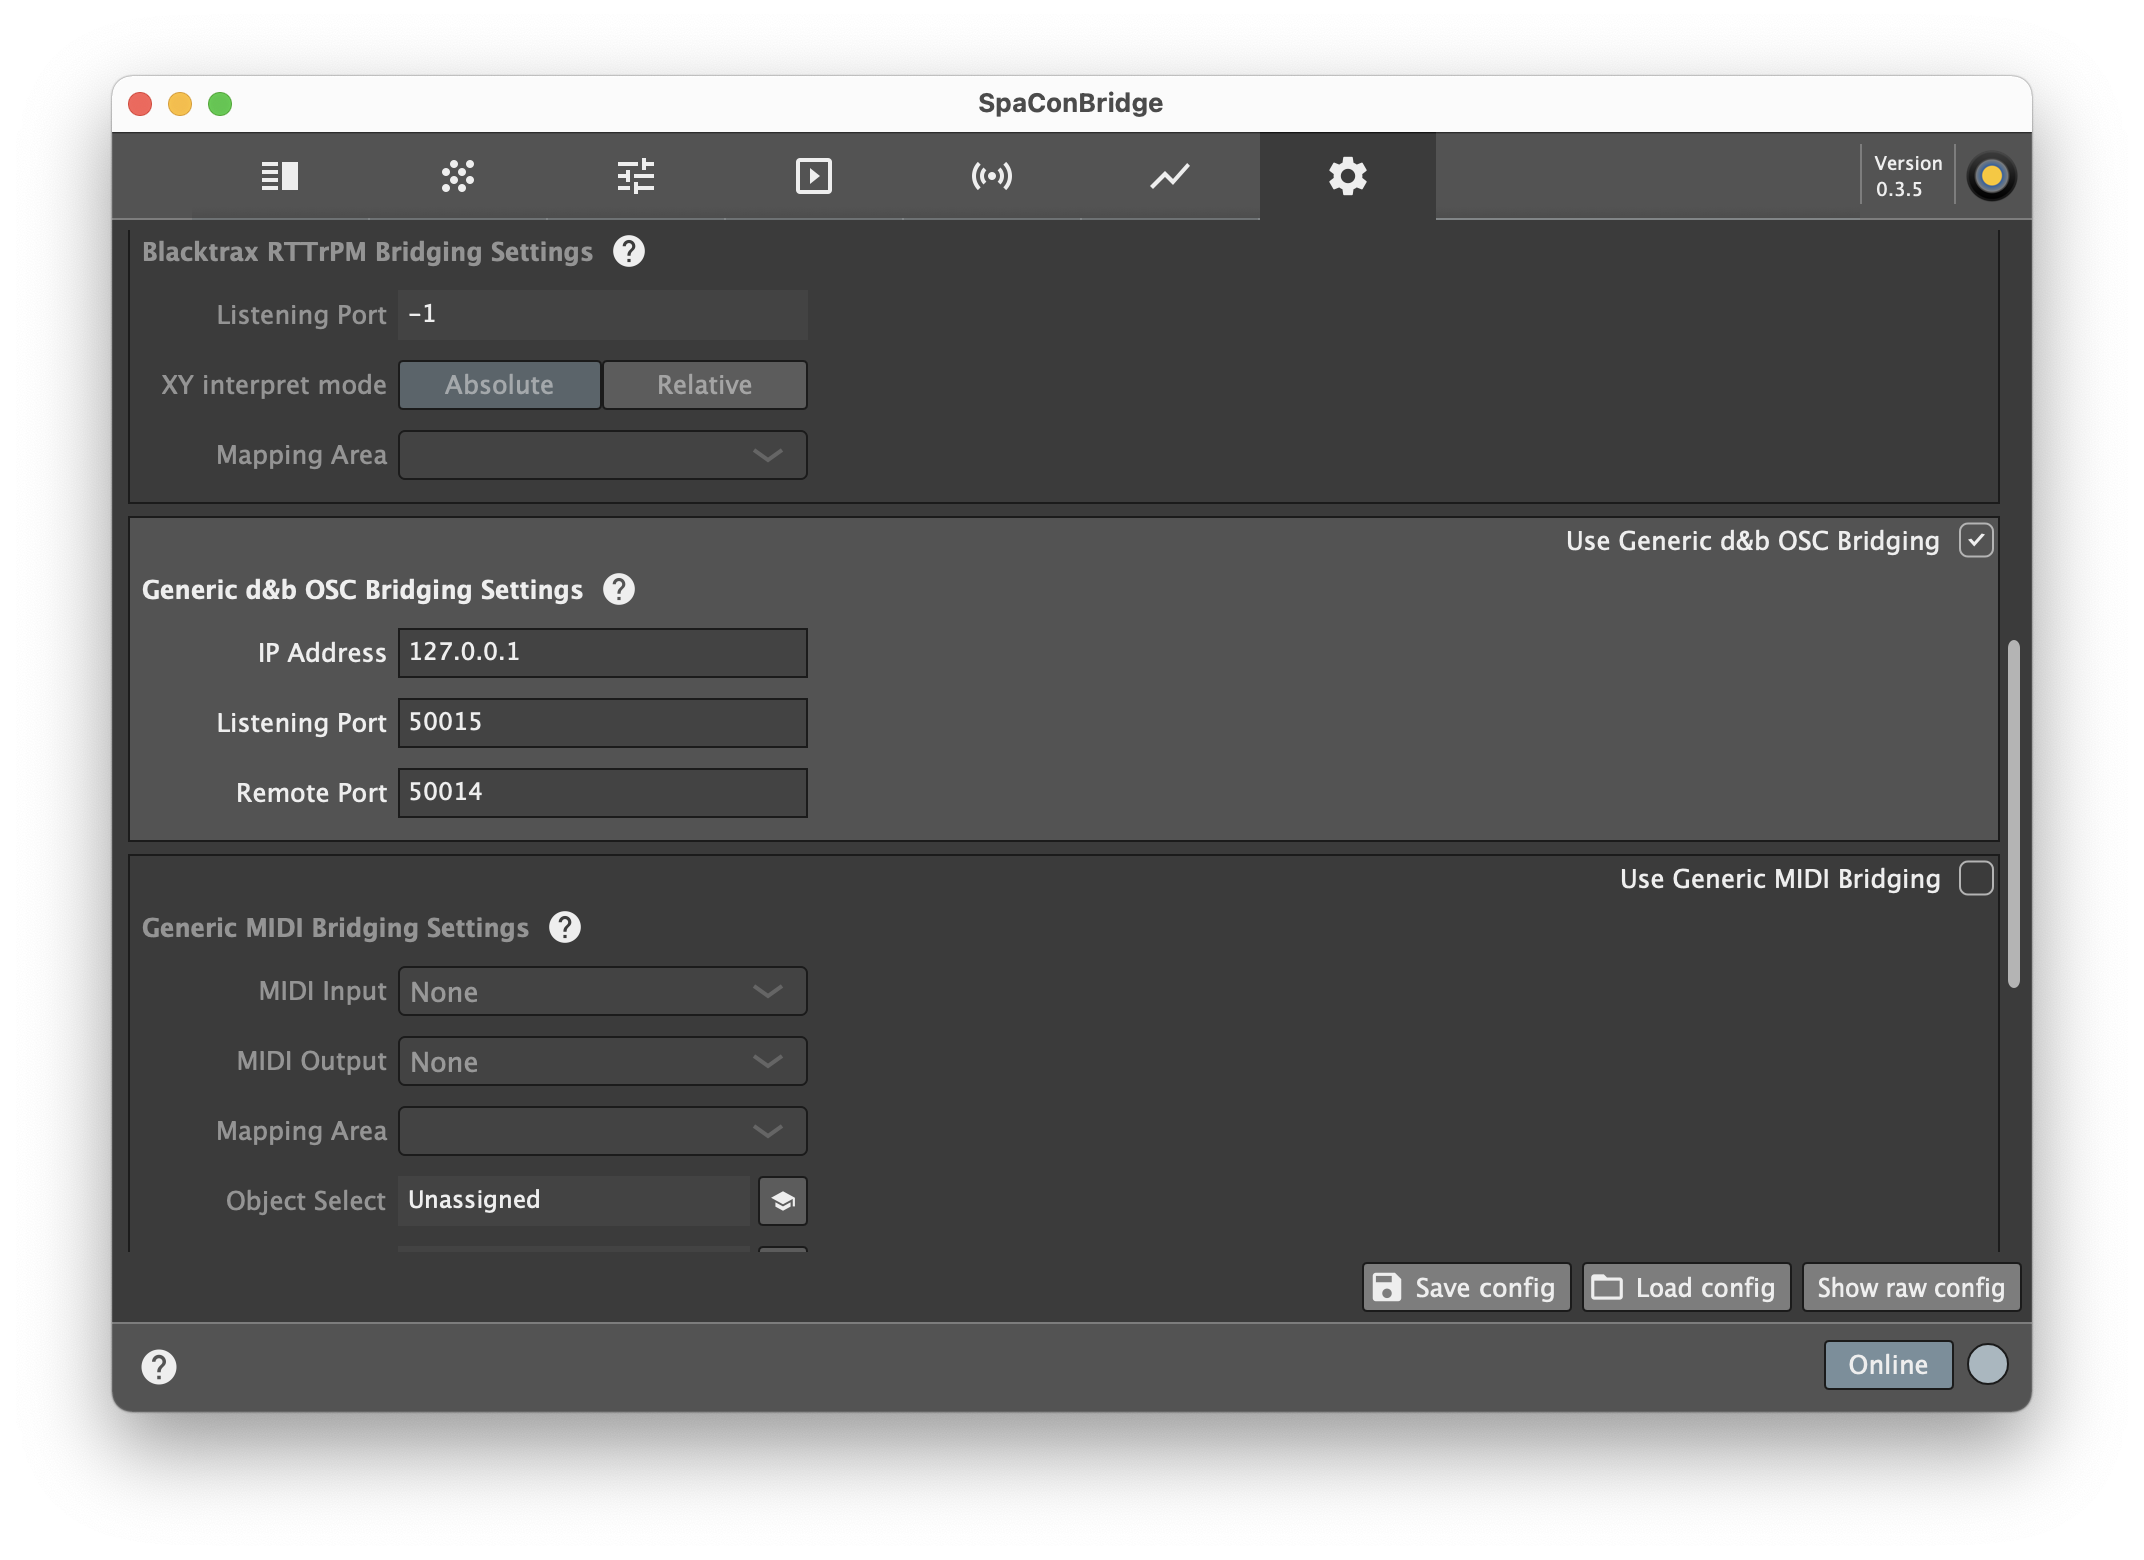 SpaConBridge
Version
0.3.5
Blacktrax RTTrPM Bridging Settings ?
Listening Port -1
XY interpret mode Absolute Relative
Mapping Area
Use Generic d&b OSC Bridging
Generic d&b OSC Bridging Settings ?
IP Address 127.0.0.1
Listening Port 50015
Remote Port 50014
Use Generic MIDI Bridging
Generic MIDI Bridging Settings ?
MIDI Input None
MIDI Output None
Mapping Area
Object Select Unassigned
Save config Load config Show raw config
? Online